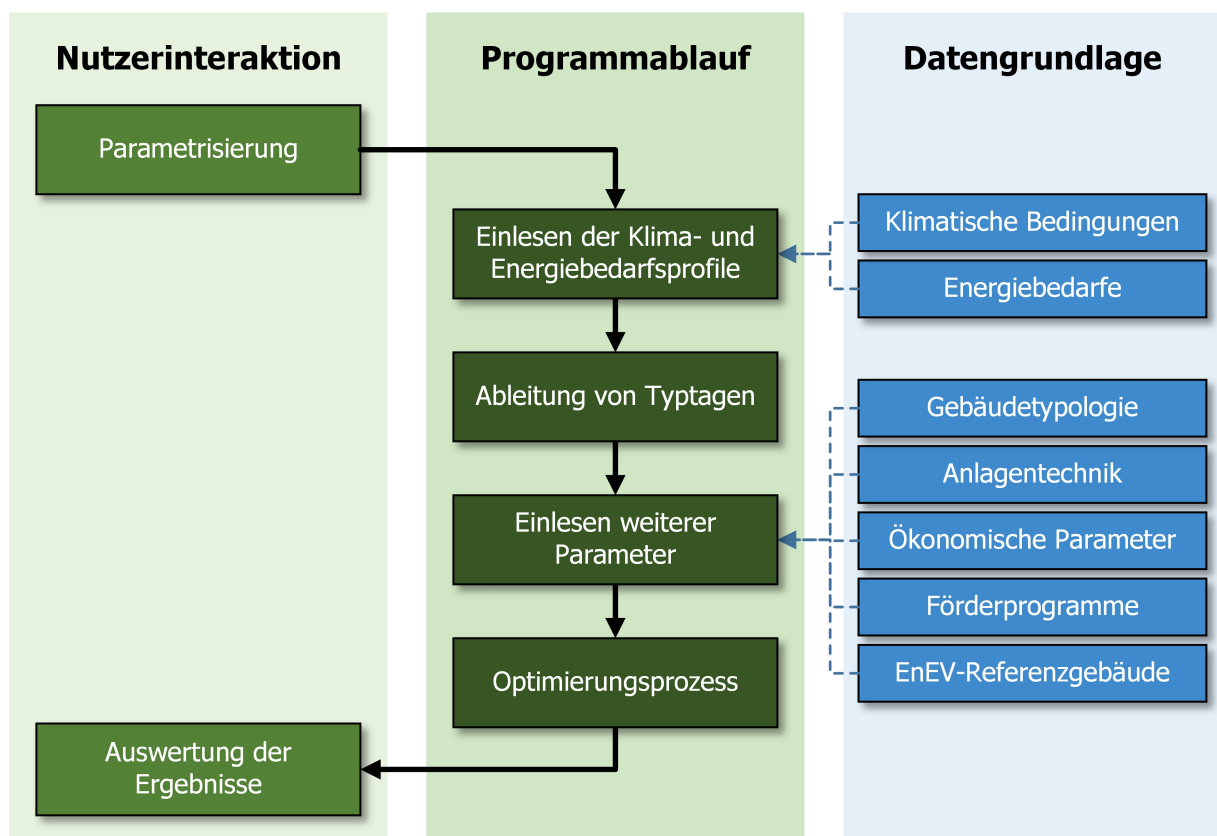 Nutzerinteraktion
Parametrisierung
Auswertung der
Ergebnisse
Programmablauf
Einlesen der Klima- und
Energiebedarfsprofile
Ableitung von Typtagen
Einlesen weiterer
Parameter
Optimierungsprozess
Datengrundlage
Klimatische Bedingungen
Energiebedarfe
Gebäudetypologie
Anlagentechnik
Ökonomische Parameter
Förderprogramme
EnEV-Referenzgebäude